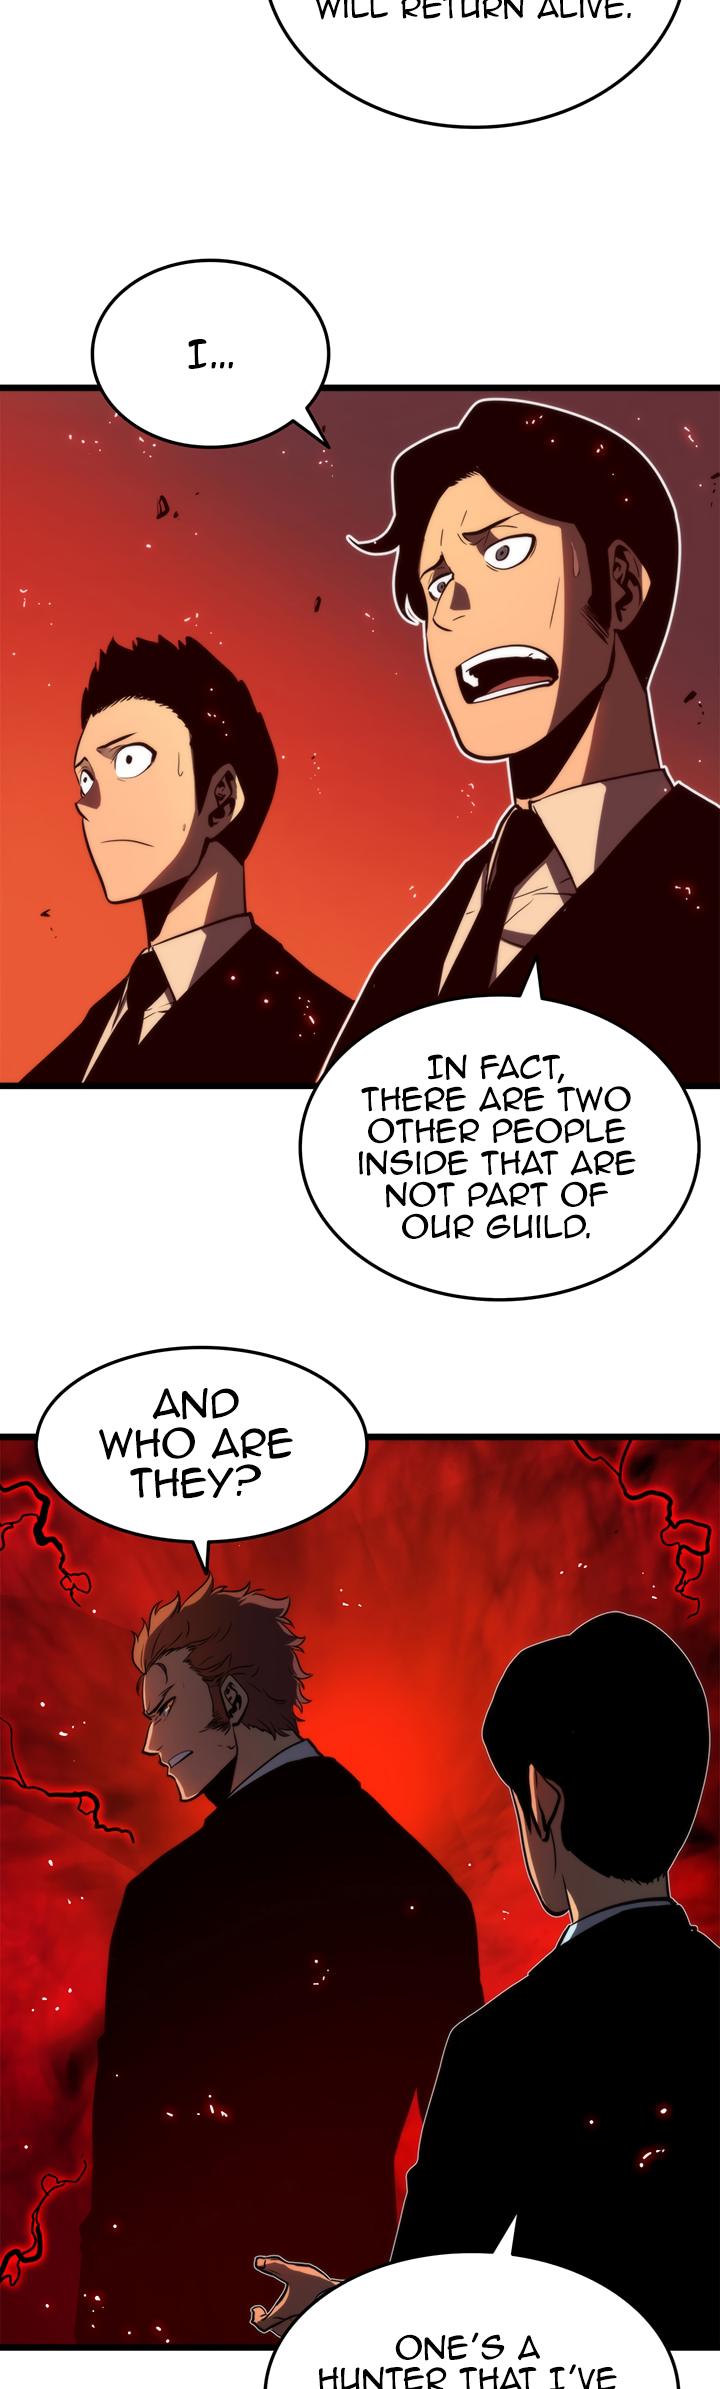 WILL RETURN ALIVE.
I...
IN FACT,
THERE ARE TWO
OTHER PEOPLE
INSIDE THAT ARE
NOT PART OF
OUR GUILD.
AND
WHO ARE
THEY?
ONE'S A
HUNTER THAT I'VE